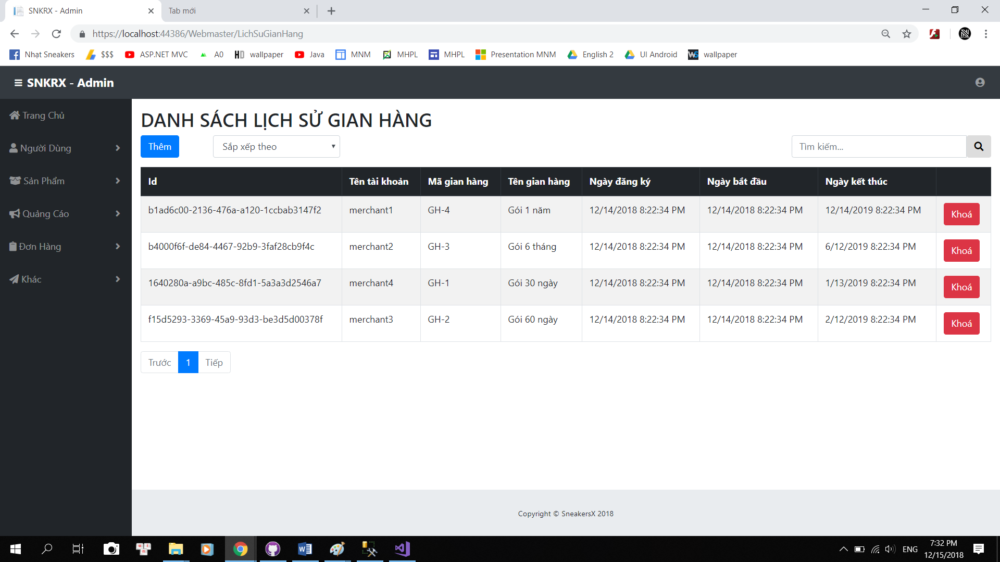 SNKRX - Admin
Tab mới
https://localhost:44386/Webmaster/LichSuGianHang
Nhạt Sneakers
$$$
ASP.NET MVC
A0
HD wallpaper
Java
MNM
MHPL
MHPL
Presentation MNM
English 2
UI Android
wallpaper
SNKRX - Admin
Trang Chủ
Người Dùng
Sản Phẩm
Quảng Cáo
Đơn Hàng
Khác
DANH SÁCH LỊCH SỬ GIAN HÀNG
Thêm
Sắp xếp theo
Tìm kiếm...
Id Tên tài khoản Mã gian hàng Tên gian hàng Ngày đăng ký Ngày bắt đầu Ngày kết thúc
b1ad6c00-2136-476a-a120-1ccbab3147f2 merchant1 GH-4 Gói 1 năm 12/14/2018 8:22:34 PM 12/14/2018 8:22:34 PM 12/14/2019 8:22:34 PM Khoá
b4000f6f-de84-4467-92b9-3faf28cb9f4c merchant2 GH-3 Gói 6 tháng 12/14/2018 8:22:34 PM 12/14/2018 8:22:34 PM 6/12/2019 8:22:34 PM Khoá
1640280a-a9bc-485c-8fd1-5a3a3d2546a7 merchant4 GH-1 Gói 30 ngày 12/14/2018 8:22:34 PM 12/14/2018 8:22:34 PM 1/13/2019 8:22:34 PM Khoá
f15d5293-3369-45a9-93d3-be3d5d00378f merchant3 GH-2 Gói 60 ngày 12/14/2018 8:22:34 PM 12/14/2018 8:22:34 PM 2/12/2019 8:22:34 PM Khoá
Trước 1 Tiếp
Copyright © SneakersX 2018
ENG
7:32 PM
12/15/2018